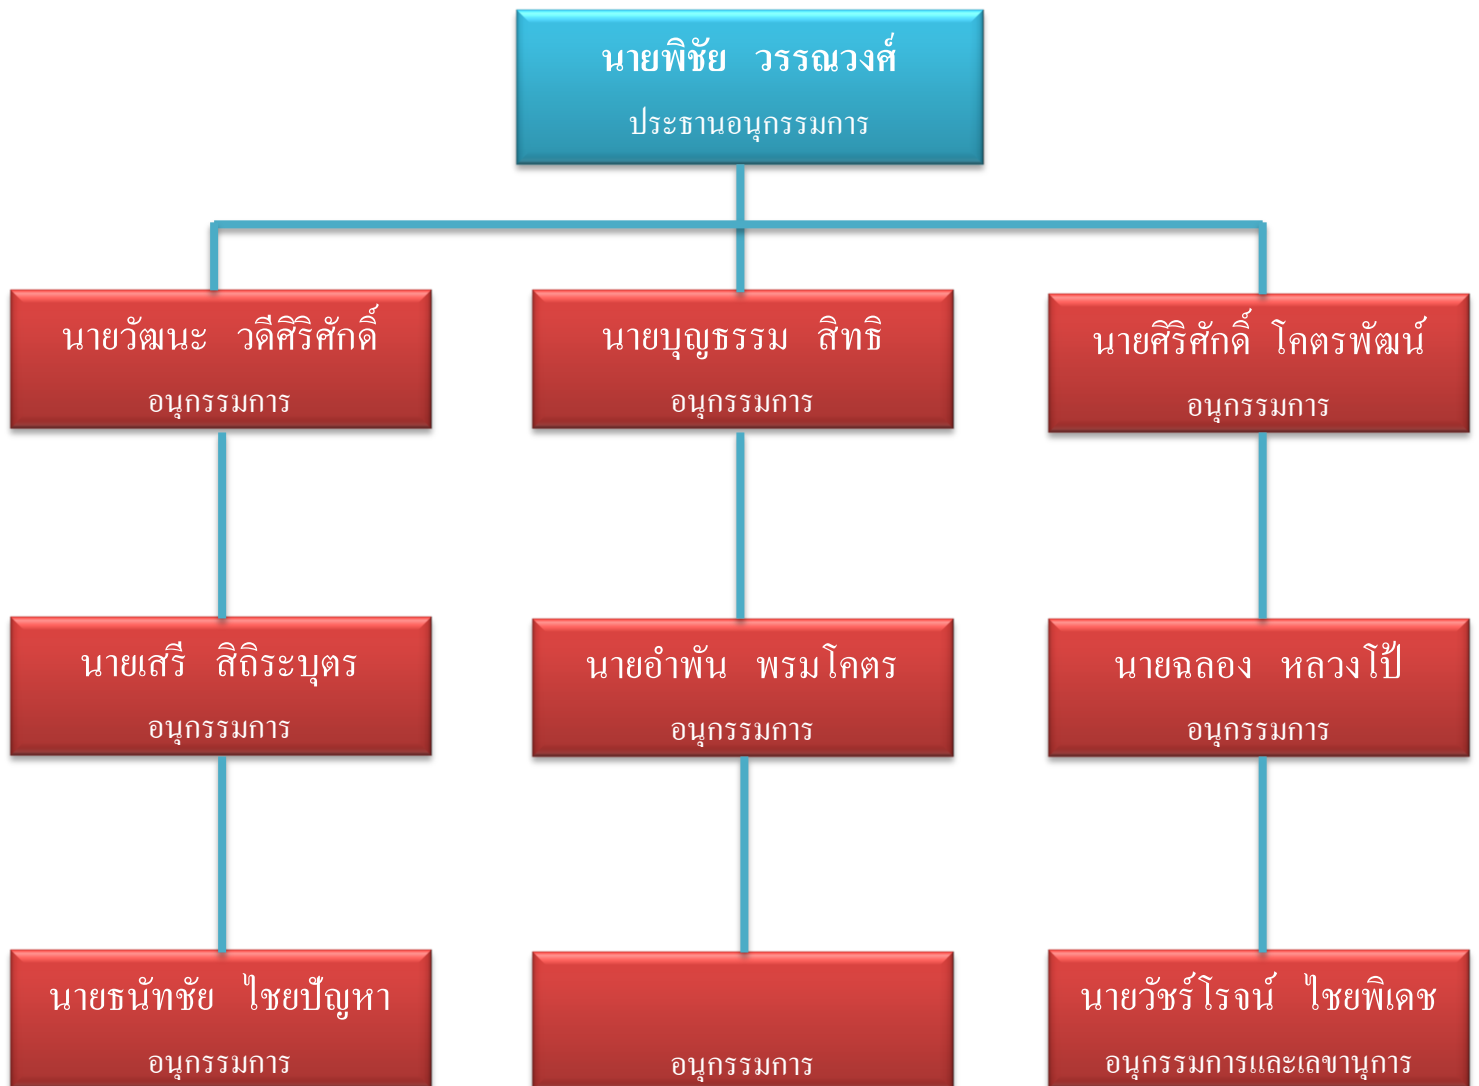 นายพิชัย วรรณวงศ์
ประธานอนุกรรมการ
นายวัฒนะ วดีศิริศักดิ์
อนุกรรมการ
นายบุญธรรม สิทธิ
อนุกรรมการ
นายศิริศักดิ์ โคตรพัฒน์
อนุกรรมการ
นายเสรี สิถิระบุตร
อนุกรรมการ
นายอำพัน พรมโคตร
อนุกรรมการ
นายฉลอง หลวงโป้
อนุกรรมการ
นายธนัทชัย ไชยปัญหา
อนุกรรมการ
อนุกรรมการ
นายวัชร์โรจน์ ไชยพิเดช
อนุกรรมการและเลขานุการ